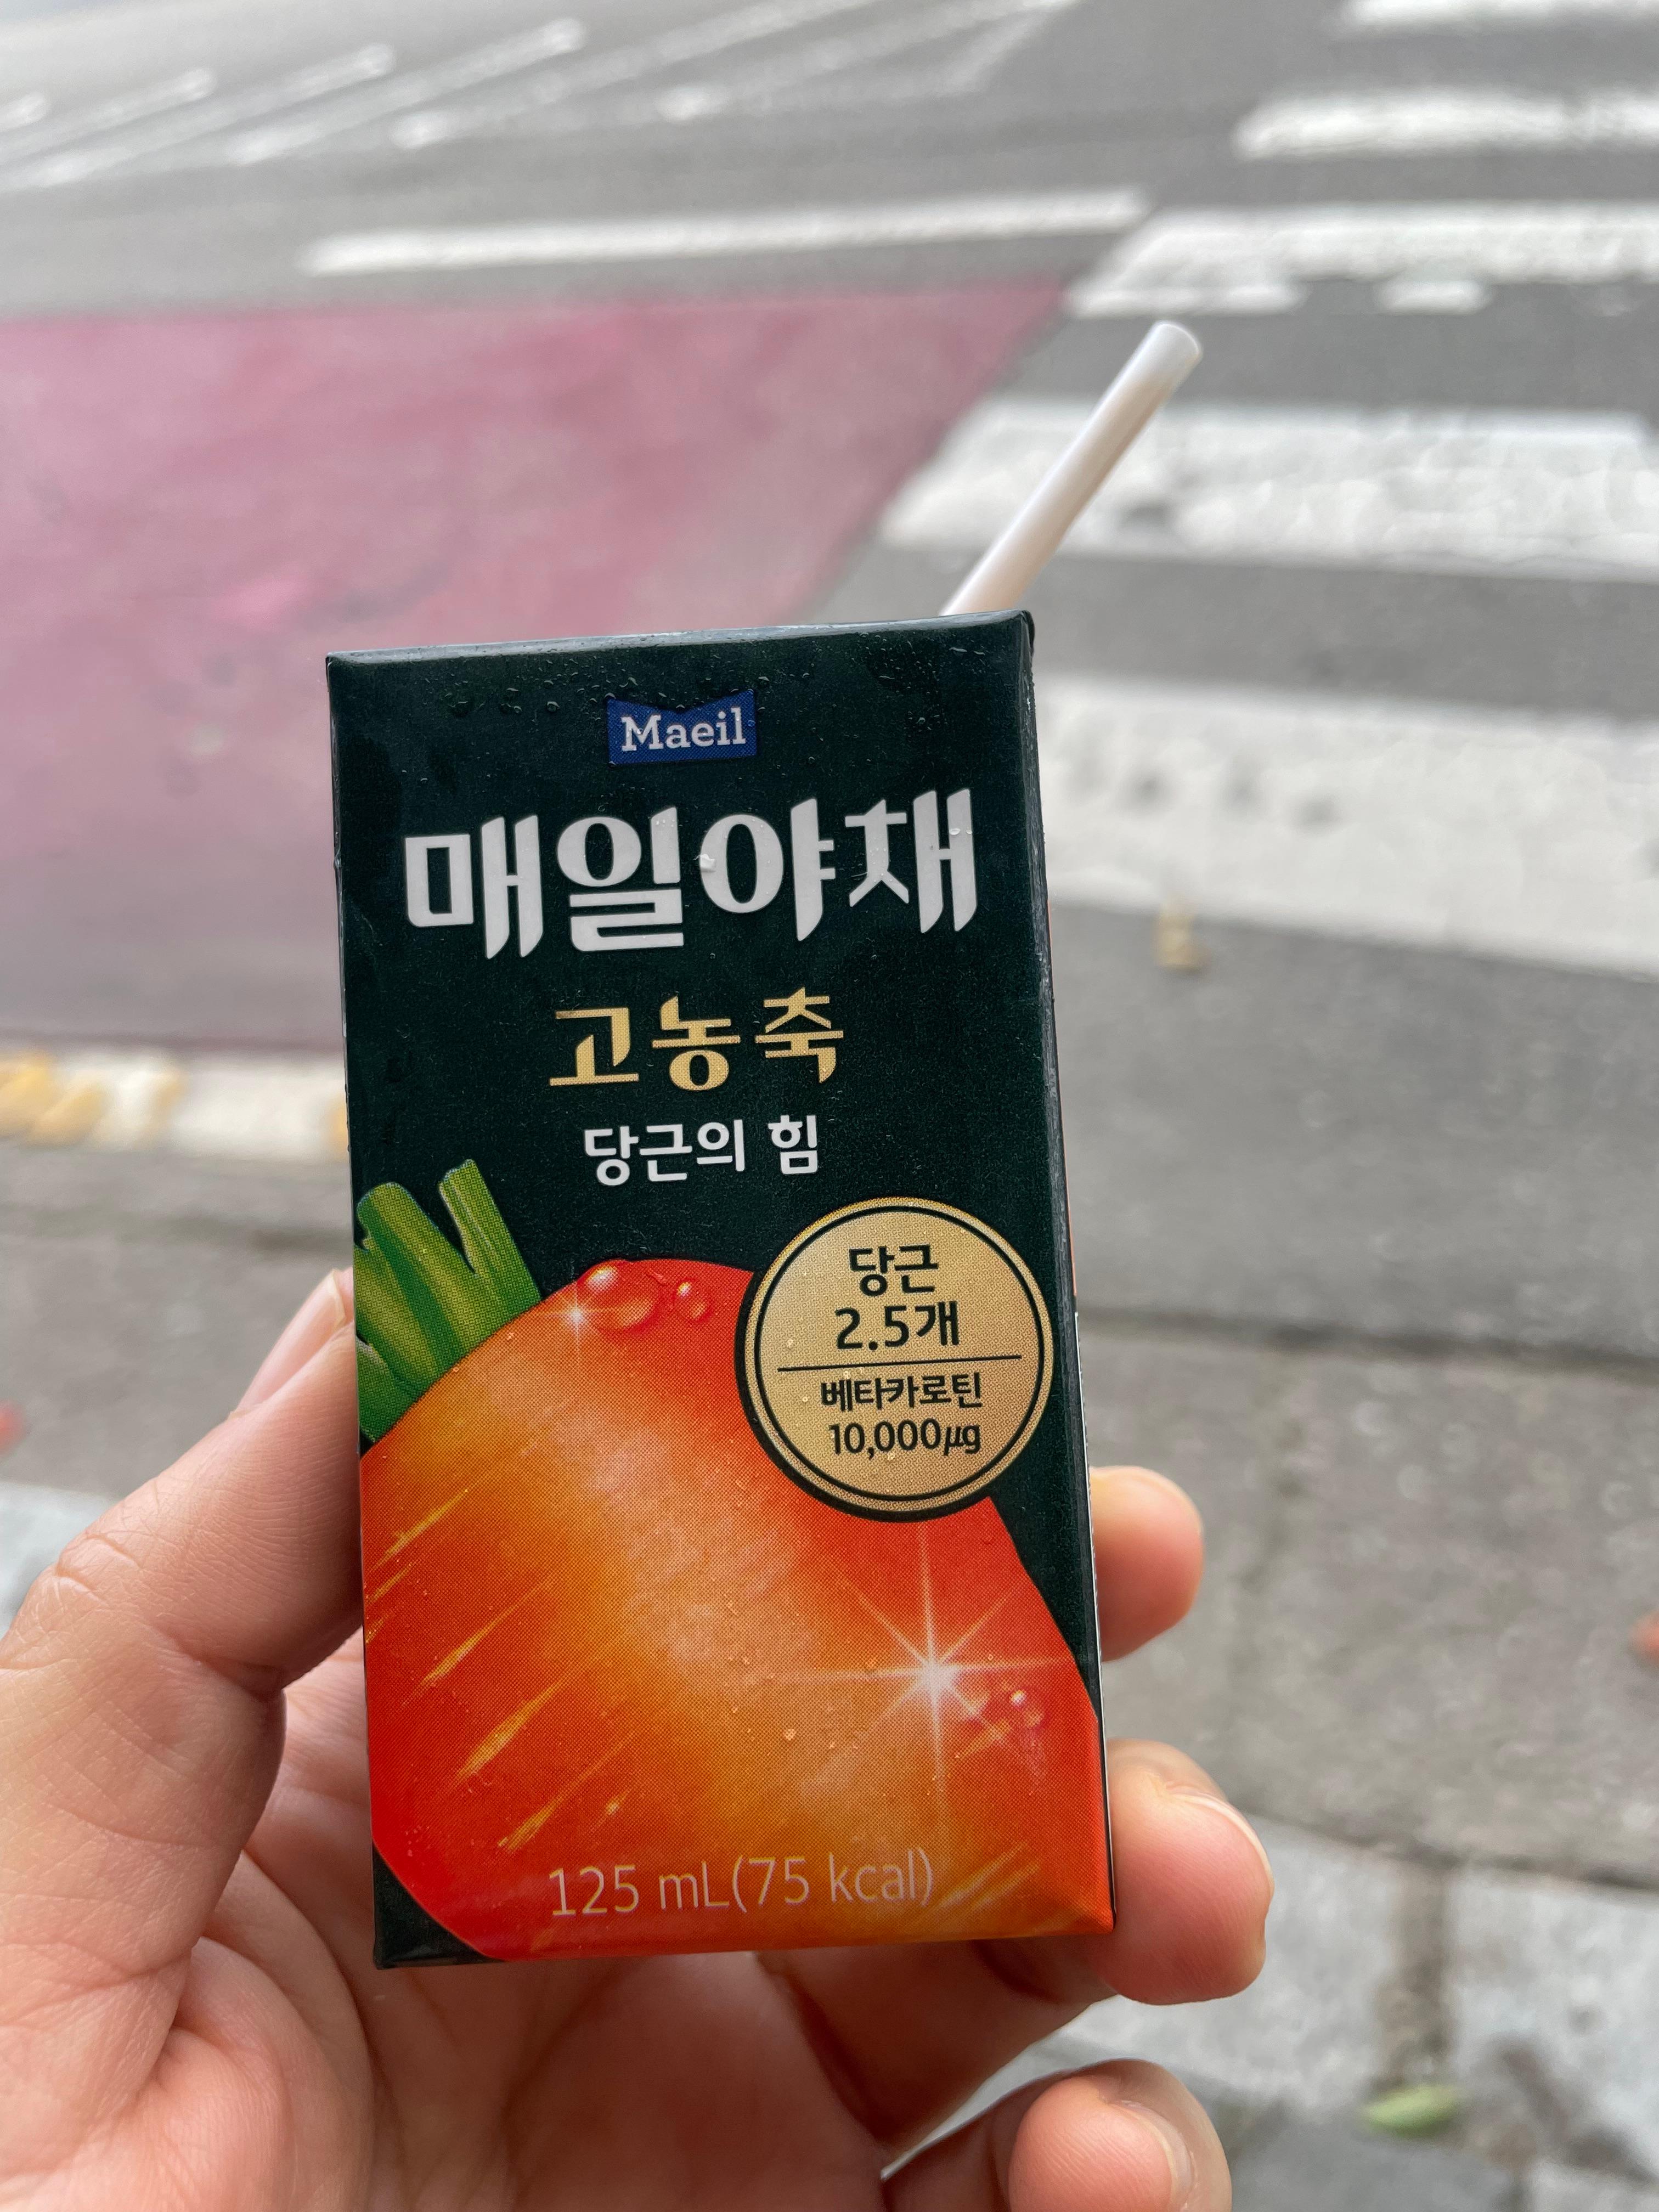 Maeil
매일야채
고농축
당근의 힘
당근
2.5개
베타카로틴
10,000μg
125 mL(75 kcal)